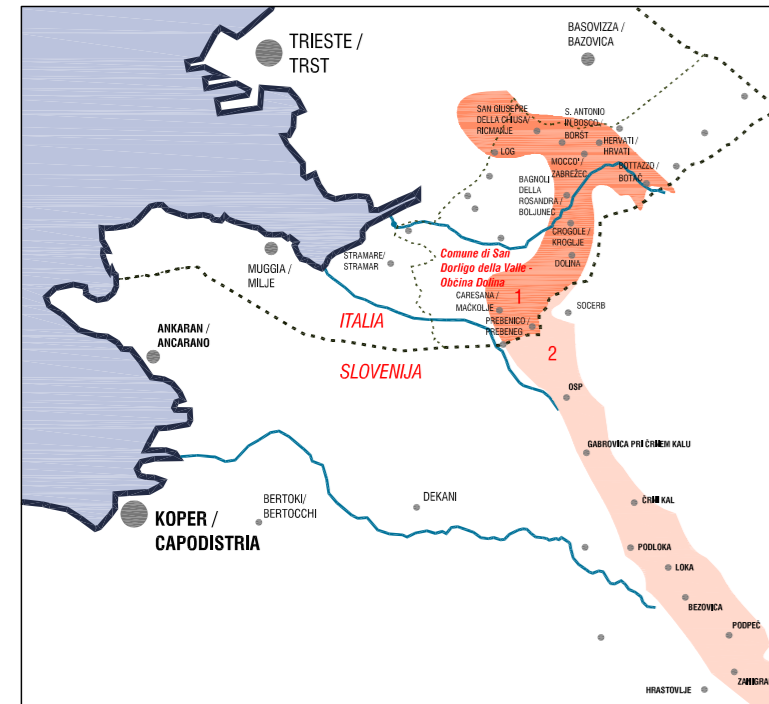 BASOVIZZA /
BAZOVICA
TRIESTE /
TRST
SAN GIUSEPRE
DELLA CHIUSA/
RICMANJE
S. ANTONIO
IN BOSCO /
BORŠT
HERVATI /
HRVATI
LOG
MOCCO' /
ZABREŽEC
BOTTAZZO /
BOTAČ
BAGNOLI
DELLA
ROSANDRA /
BOLJUNEC
CROGOLE /
KROGLJE
DOLINA
MUGGIA /
MILJE
STRAMARE/
STRAMAR
Comune di San
Dorligo della Valle -
Občina Dolina
CARESANA /
MAČKOLJE
1
SOCERB
PREBENICO /
PREBENEG
ITALIA
ANKARAN /
ANCARANO
2
SLOVENIJA
OSP
GABROVICA PRI ČRNEM KALU
DEKANI
BERTOKI/
BERTOCCHI
ČRNI KAL
KOPER /
CAPODISTRIA
PODLOKA
LOKA
BEZOVICA
PODPEČ
ZANIGRA
HRASTOVLJE